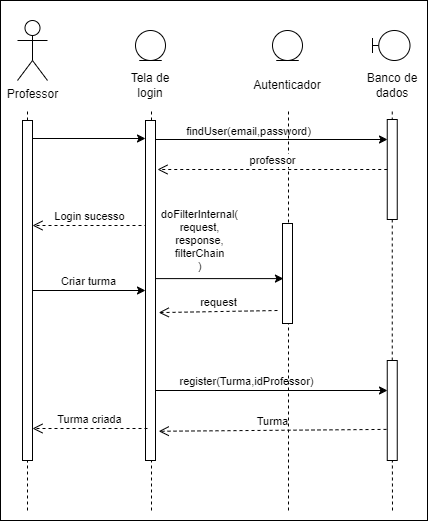 Professor
Tela de
login
Autenticador
Banco de
dados
findUser(email,password)
professor
Login sucesso
doFilterInternal(
request,
response,
filterChain
)
Criar turma
request
register(Turma,idProfessor)
Turma criada
Turma